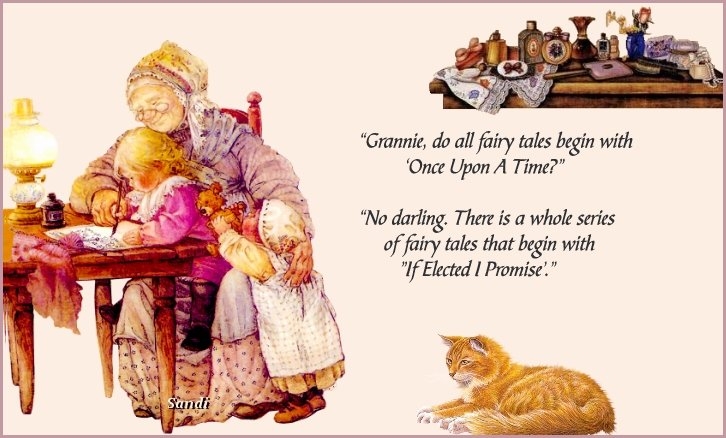 “Grannie, do all fairy tales begin with
‘Once Upon A Time?”
“No darling. There is a whole series
of fairy tales that begin with
"If Elected I Promise'.”
Sandi